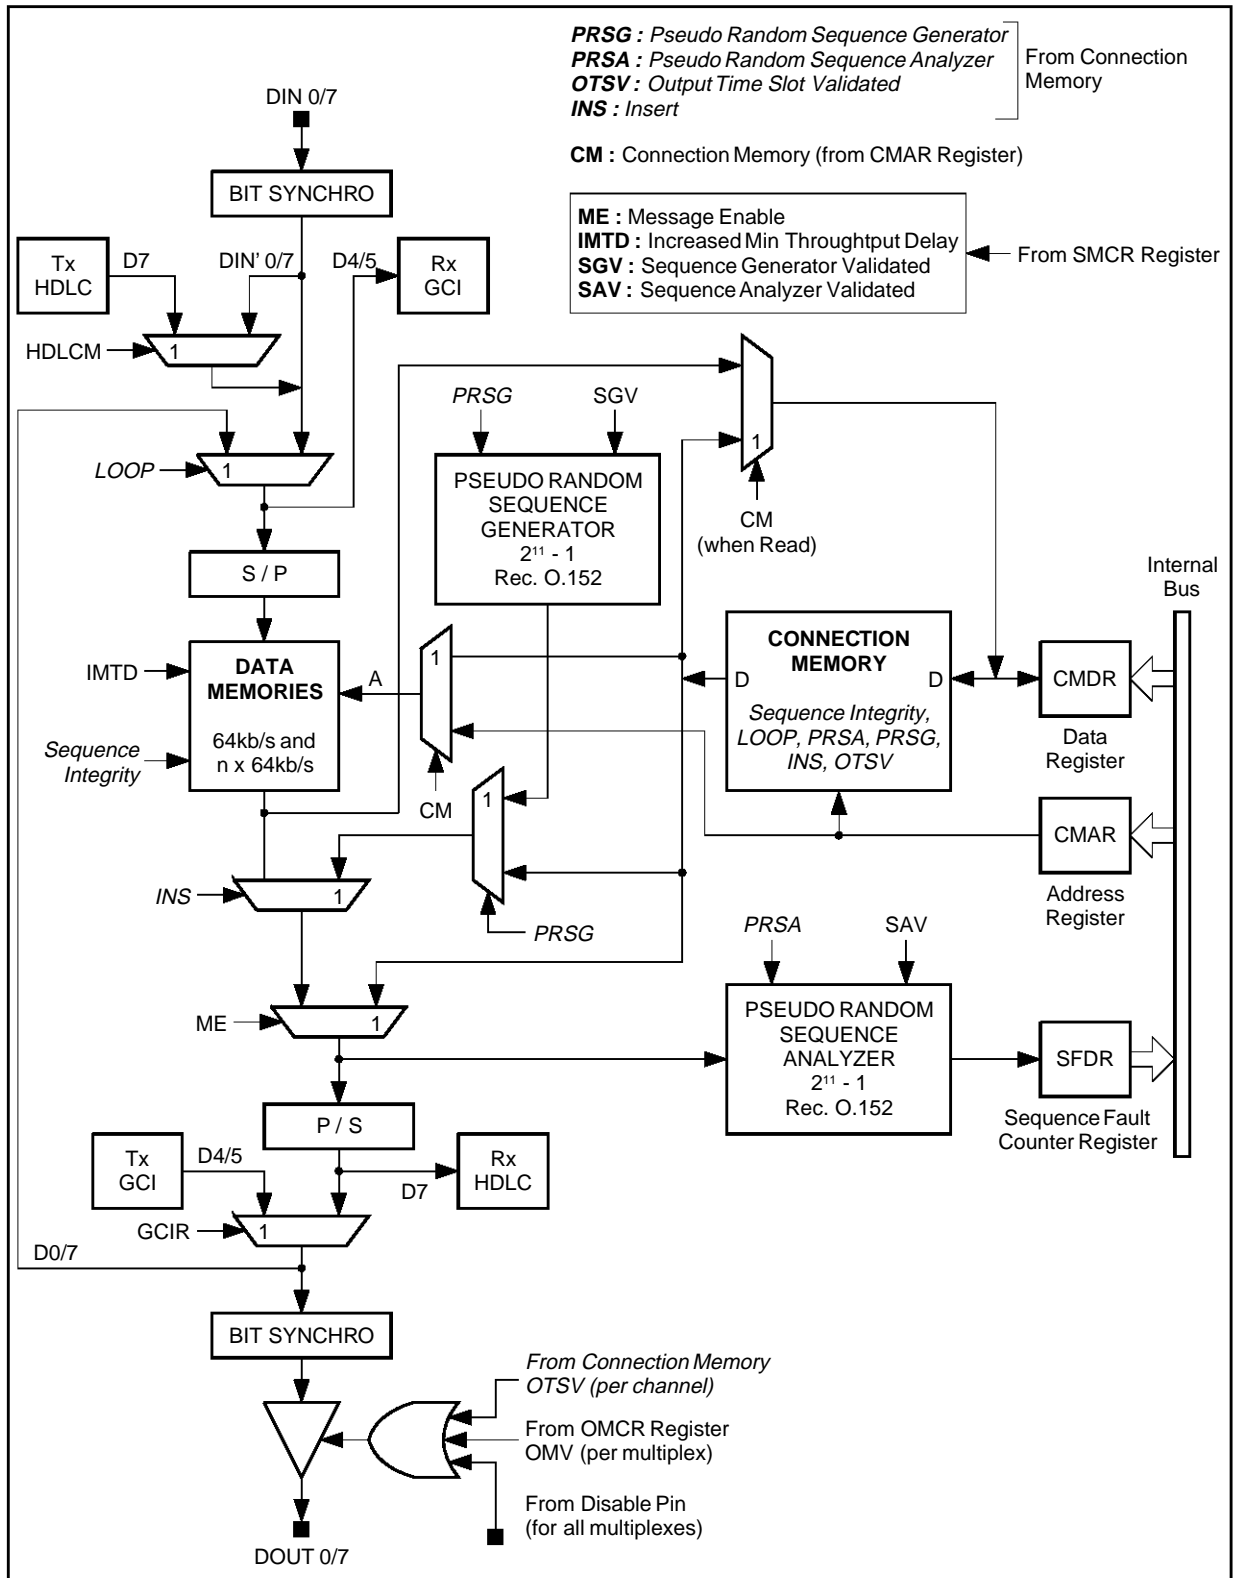 PRSG : Pseudo Random Sequence Generator
PRSA : Pseudo Random Sequence Analyzer
OTSV : Output Time Slot Validated
INS : Insert
From Connection
Memory
CM : Connection Memory (from CMAR Register)
ME : Message Enable
IMTD : Increased Min Throughtput Delay
SGV : Sequence Generator Validated
SAV : Sequence Analyzer Validated
From SMCR Register
DIN 0/7
BIT SYNCHRO
Tx
HDLC
D7
DIN' 0/7
D4/5
Rx
GCI
HDLCM
1
LOOP
1
PRSG
SGV
PSEUDO RANDOM
SEQUENCE
GENERATOR
2¹¹ - 1
Rec. O.152
1
CM
(when Read)
S / P
IMTD
DATA
MEMORIES
64kb/s and
n x 64kb/s
Sequence
Integrity
A
1
CM
D
CONNECTION
MEMORY
D
Sequence Integrity,
LOOP, PRSA, PRSG,
INS, OTSV
Internal
Bus
CMDR
Data
Register
CMAR
Address
Register
1
PRSG
INS
1
PRSA
SAV
ME
1
PSEUDO RANDOM
SEQUENCE
ANALYZER
2¹¹ - 1
Rec. O.152
SFDR
Sequence Fault
Counter Register
P / S
Tx
GCI
D4/5
D7
Rx
HDLC
GCIR
1
D0/7
BIT SYNCHRO
From Connection Memory
OTSV (per channel)
From OMCR Register
OMV (per multiplex)
From Disable Pin
(for all multiplexes)
DOUT 0/7